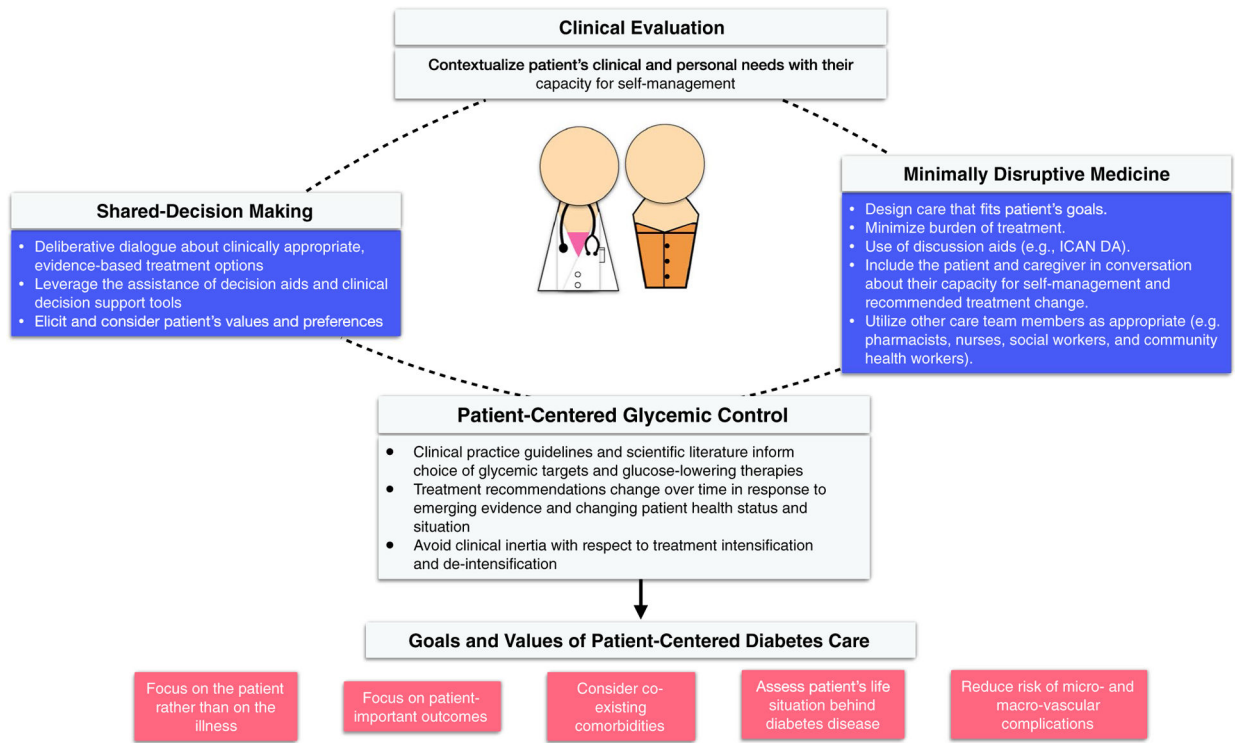 Clinical Evaluation
Contextualize patient's clinical and personal needs with their
capacity for self-management
Shared-Decision Making
• Deliberative dialogue about clinically appropriate,
evidence-based treatment options
• Leverage the assistance of decision aids and clinical
decision support tools
• Elicit and consider patient's values and preferences
Minimally Disruptive Medicine
• Design care that fits patient's goals.
• Minimize burden of treatment.
• Use of discussion aids (e.g., ICAN DA).
• Include the patient and caregiver in conversation
about their capacity for self-management and
recommended treatment change.
• Utilize other care team members as appropriate (e.g.
pharmacists, nurses, social workers, and community
health workers).
Patient-Centered Glycemic Control
● Clinical practice guidelines and scientific literature inform
choice of glycemic targets and glucose-lowering therapies
● Treatment recommendations change over time in response to
emerging evidence and changing patient health status and
situation
● Avoid clinical inertia with respect to treatment intensification
and de-intensification
Goals and Values of Patient-Centered Diabetes Care
Focus on the patient
rather than on the
illness
Focus on patient-
important outcomes
Consider co-
existing
comorbidities
Assess patient's life
situation behind
diabetes disease
Reduce risk of micro- and
macro-vascular
complications